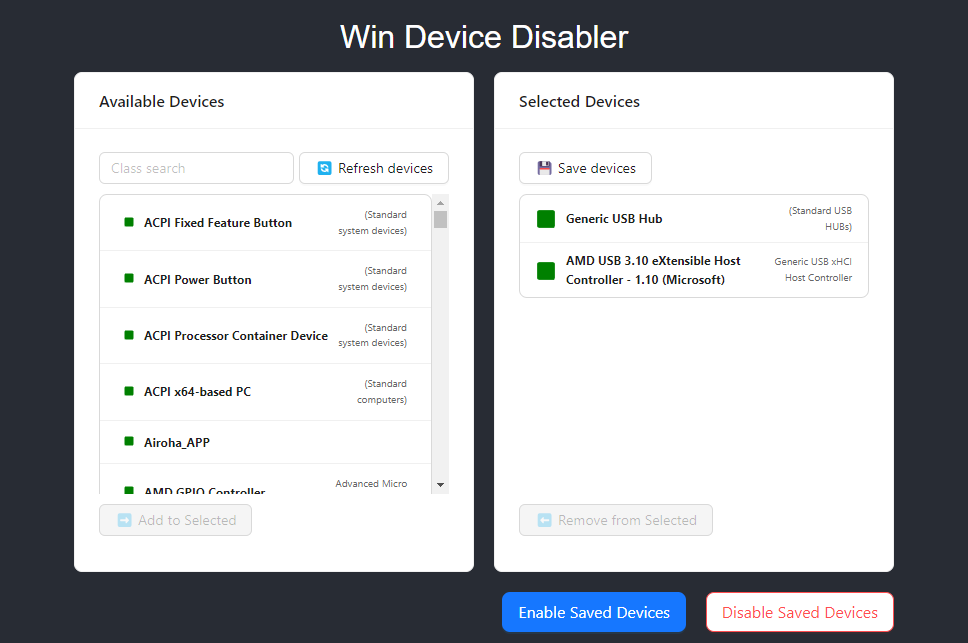 Win Device Disabler
Available Devices
Class search
Refresh devices
ACPI Fixed Feature Button
(Standard
system devices)
ACPI Power Button
(Standard
system devices)
ACPI Processor Container Device
(Standard
system devices)
ACPI x64-based PC
(Standard
computers)
Airoha_APP
AMD GPIO Controller
Advanced Micro
Add to Selected
Selected Devices
Save devices
Generic USB Hub
(Standard USB
HUBs)
AMD USB 3.10 eXtensible Host
Controller - 1.10 (Microsoft)
Generic USB xHCI
Host Controller
Remove from Selected
Enable Saved Devices
Disable Saved Devices